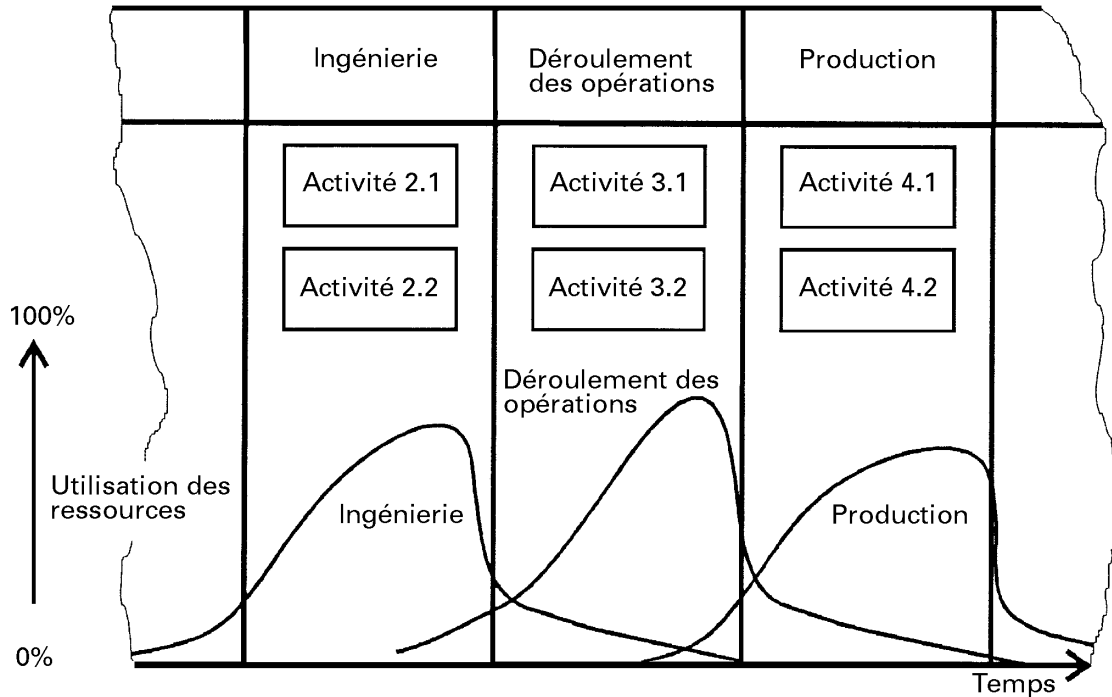 Ingénierie
Déroulement
des opérations
Production
Activité 2.1
Activité 3.1
Activité 4.1
Activité 2.2
Activité 3.2
Activité 4.2
100%
Déroulement des
opérations
Utilisation des
ressources
Ingénierie
Production
0%
Temps